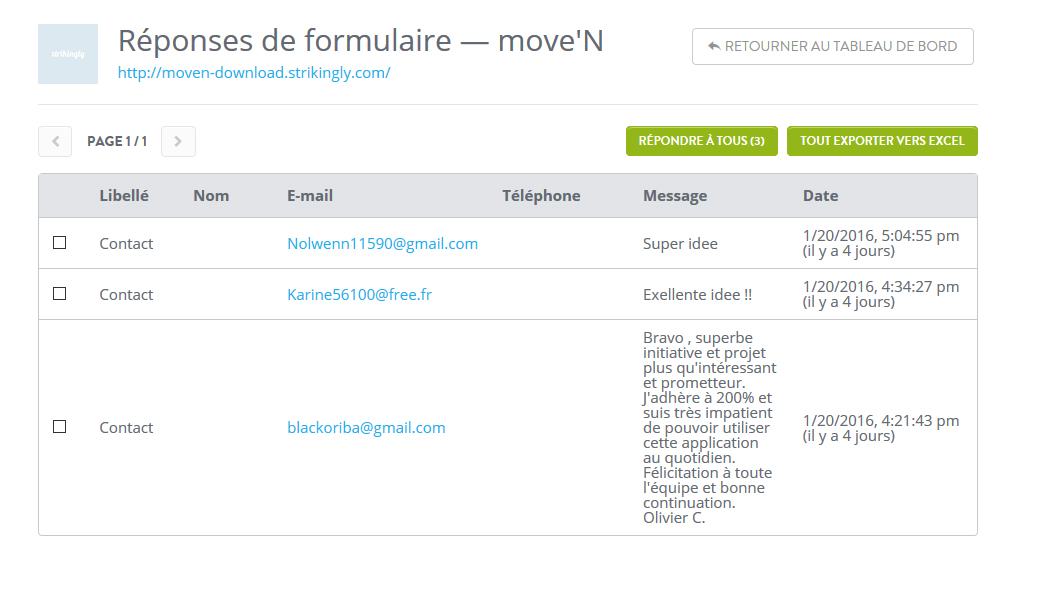 strikingly
Réponses de formulaire — move'N
http://moven-download.strikingly.com/
RETOURNER AU TABLEAU DE BORD
PAGE 1 / 1
RÉPONDRE À TOUS (3)
TOUT EXPORTER VERS EXCEL
Libellé Nom E-mail Téléphone Message Date
Contact Nolwenn11590@gmail.com Super idee 1/20/2016, 5:04:55 pm
(il y a 4 jours)
Contact Karine56100@free.fr Exellente idee !! 1/20/2016, 4:34:27 pm
(il y a 4 jours)
Contact blackoriba@gmail.com
Bravo , superbe
initiative et projet
plus qu'intéressant
et prometteur.
J'adhère à 200% et
suis très impatient
de pouvoir utiliser
cette application
au quotidien.
Félicitation à toute
l'équipe et bonne
continuation.
Olivier C.
1/20/2016, 4:21:43 pm
(il y a 4 jours)